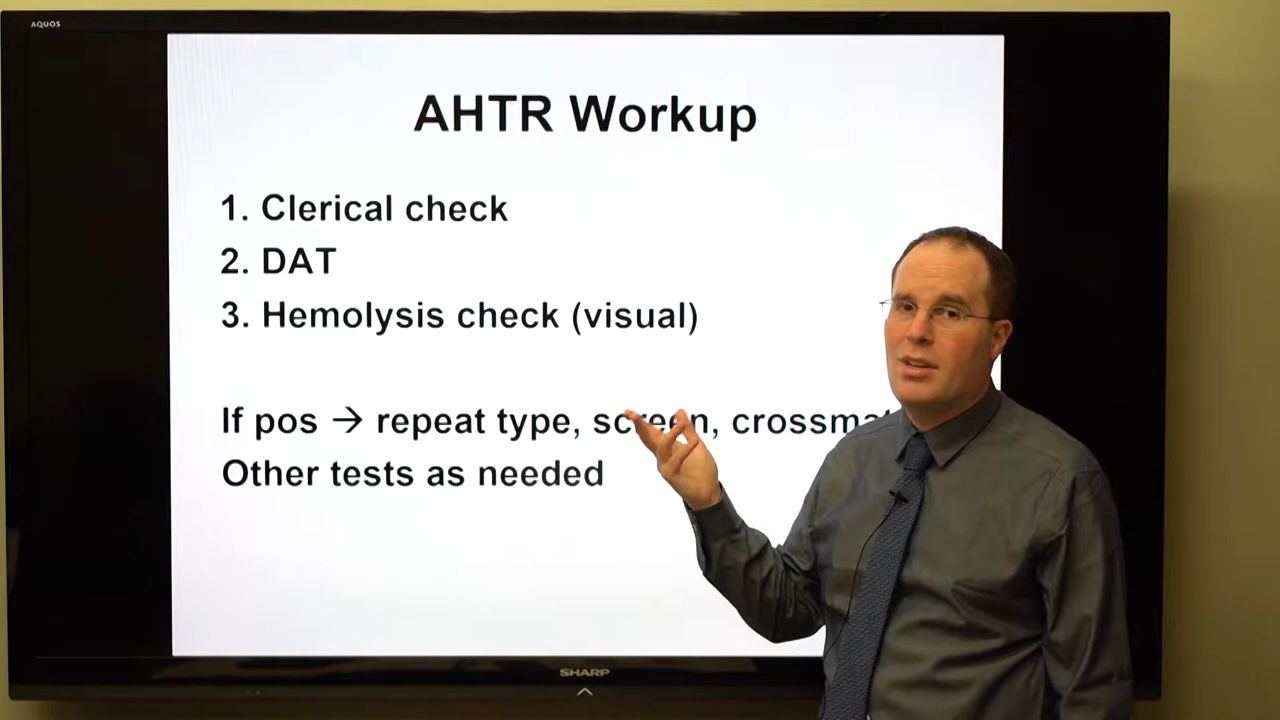 AQUOS
AHTR Workup
1. Clerical check
2. DAT
3. Hemolysis check (visual)
If pos → repeat type, screen,
Other tests as needed
SHARP